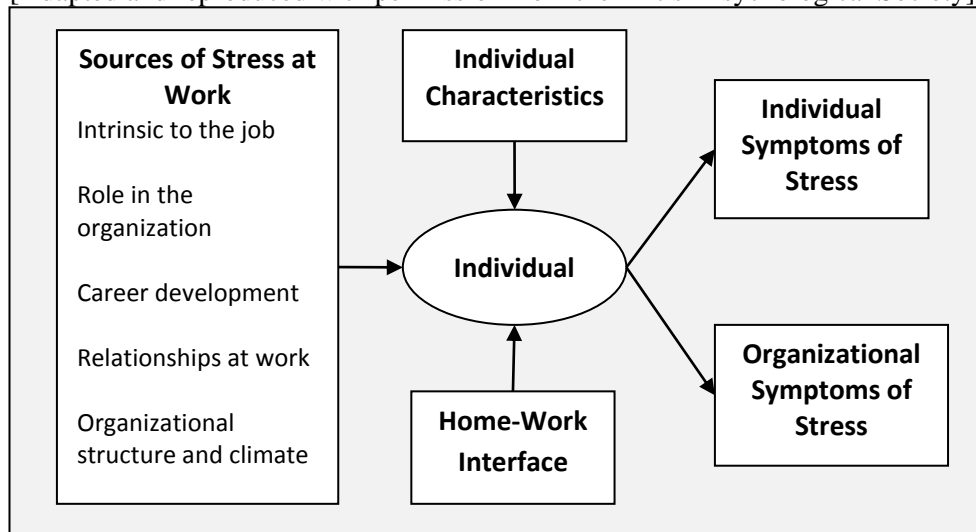 Sources of Stress at
Work
Intrinsic to the job
Role in the
organization
Career development
Relationships at work
Organizational
structure and climate
Individual
Characteristics
Individual
Home-Work
Interface
Individual
Symptoms of
Stress
Organizational
Symptoms of
Stress